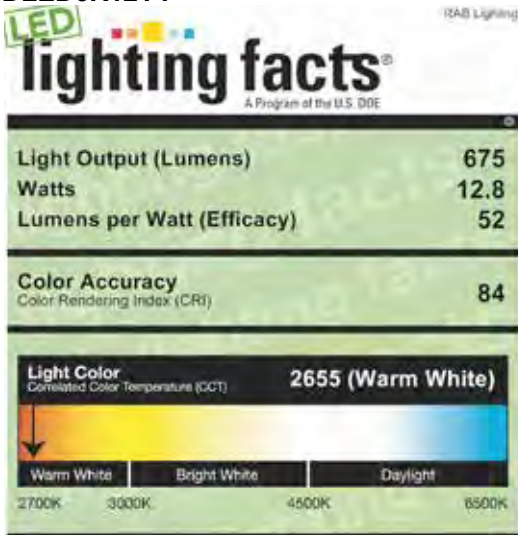 RAB Lighting
LED
lighting facts®
A Program of the U.S. DOE
Light Output (Lumens) 675
Watts 12.8
Lumens per Watt (Efficacy) 52
Color Accuracy 84
Color Rendering Index (CRI)
Light Color 2655 (Warm White)
Correlated Color Temperature (CCT)
Warm White Bright White Daylight
2700K 3000K 4500K 6500K